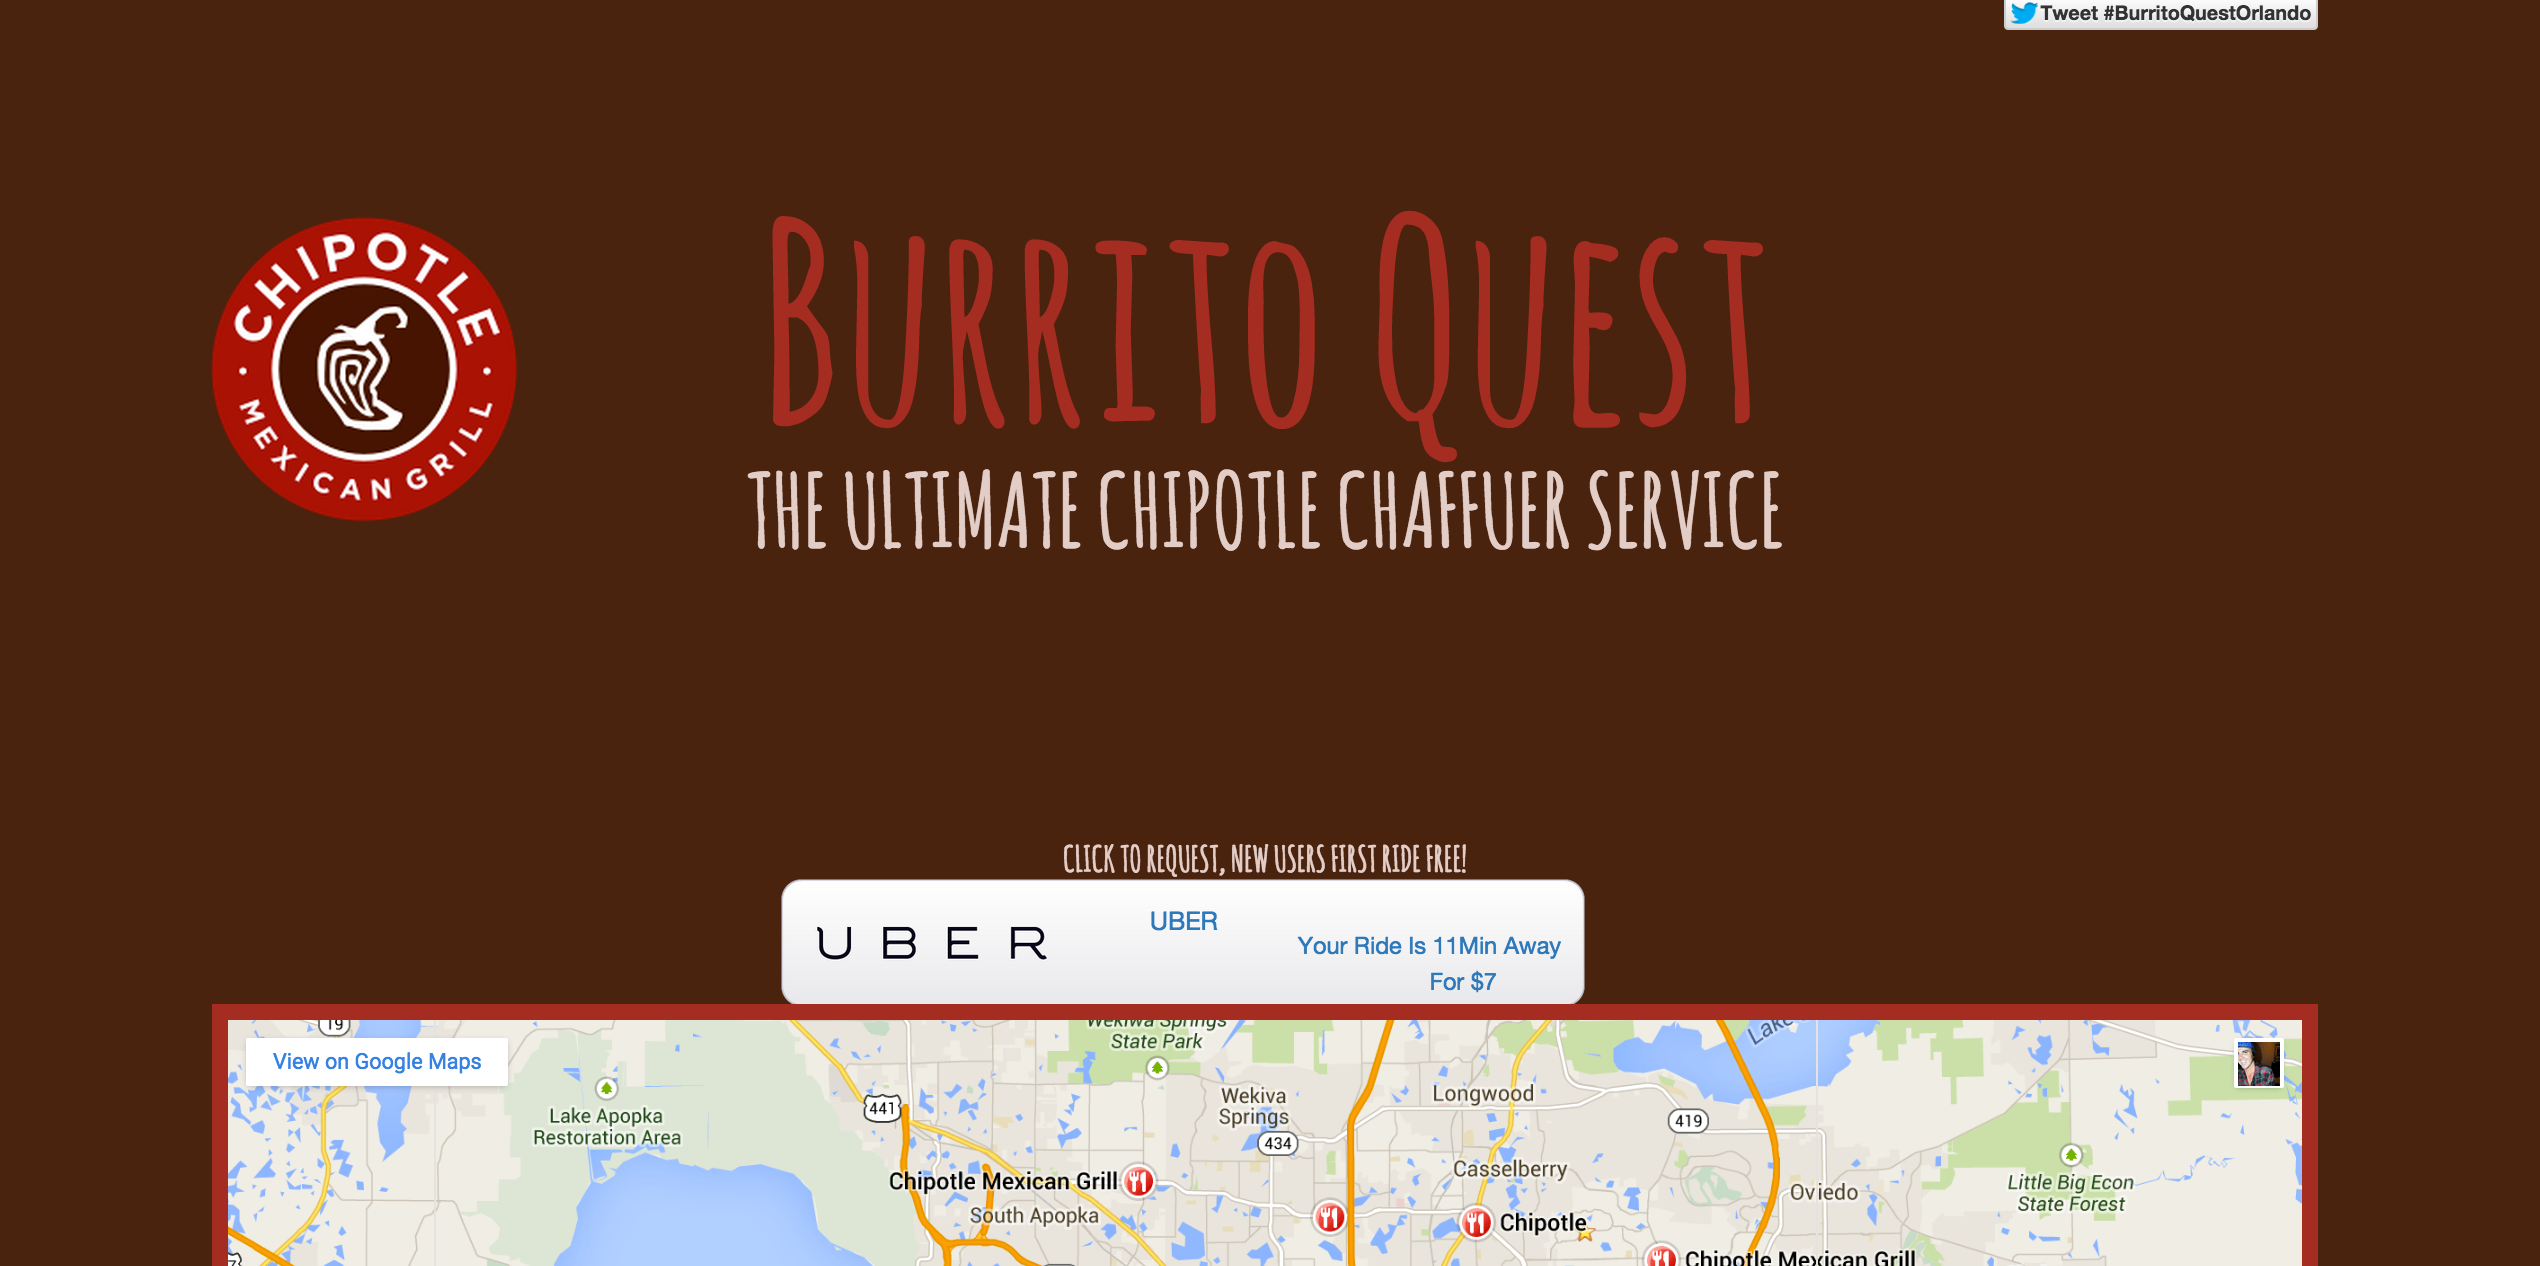 Tweet #BurritoQuestOrlando
CHIPOTLE
MEXICAN GRILL
BURRITO QUEST
THE ULTIMATE CHIPOTLE CHAFFUER SERVICE
CLICK TO REQUEST, NEW USERS FIRST RIDE FREE!
UBER
UBER
Your Ride Is 11Min Away
For $7
19
View on Google Maps
Wekiwa Springs
State Park
Lake
Lake Apopka
Restoration Area
441
Wekiva
Springs
434
Longwood
419
Casselberry
Oviedo
Little Big Econ
State Forest
Chipotle Mexican Grill
South Apopka
Chipotle
Chipotle Mexican Grill